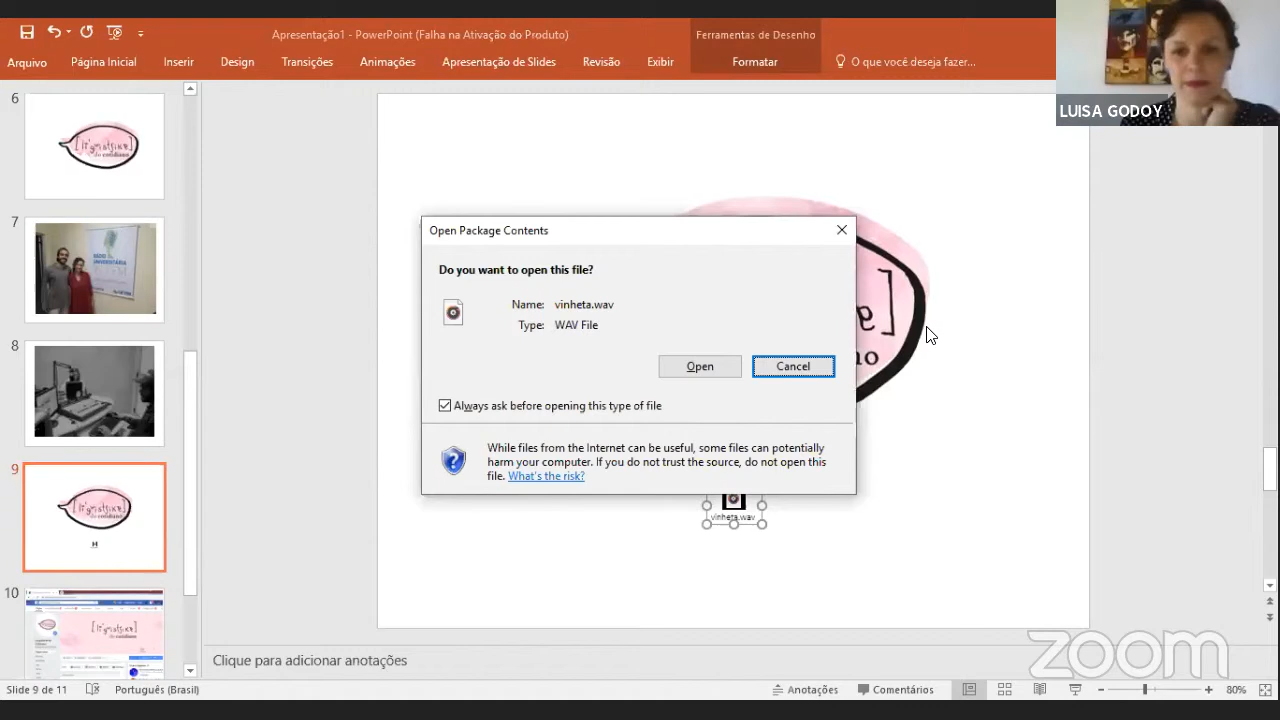 Apresentação1 - PowerPoint (Falha na Ativação do Produto)
Ferramentas de Desenho
Arquivo
Página Inicial
Inserir
Design
Transições
Animações
Apresentação de Slides
Revisão
Exibir
Formatar
O que você deseja fazer...
LUISA GODOY
6
do cotidiano
7
8
9
do cotidiano
10
Open Package Contents
Do you want to open this file?
Name: vinheta.wav
Type: WAV File
Open
Cancel
Always ask before opening this type of file
While files from the Internet can be useful, some files can potentially
harm your computer. If you do not trust the source, do not open this
file. What's the risk?
vinheta.wav
Clique para adicionar anotações
zoom
Slide 9 de 11
Português (Brasil)
Anotações
Comentários
80%